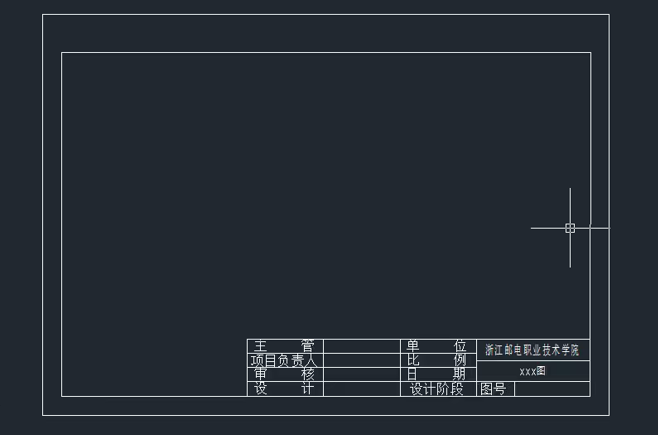 主 管 单 位 浙江邮电职业技术学院
项目负责人 比 例
审 核 日 期 xxx图
设 计 设计阶段 图号